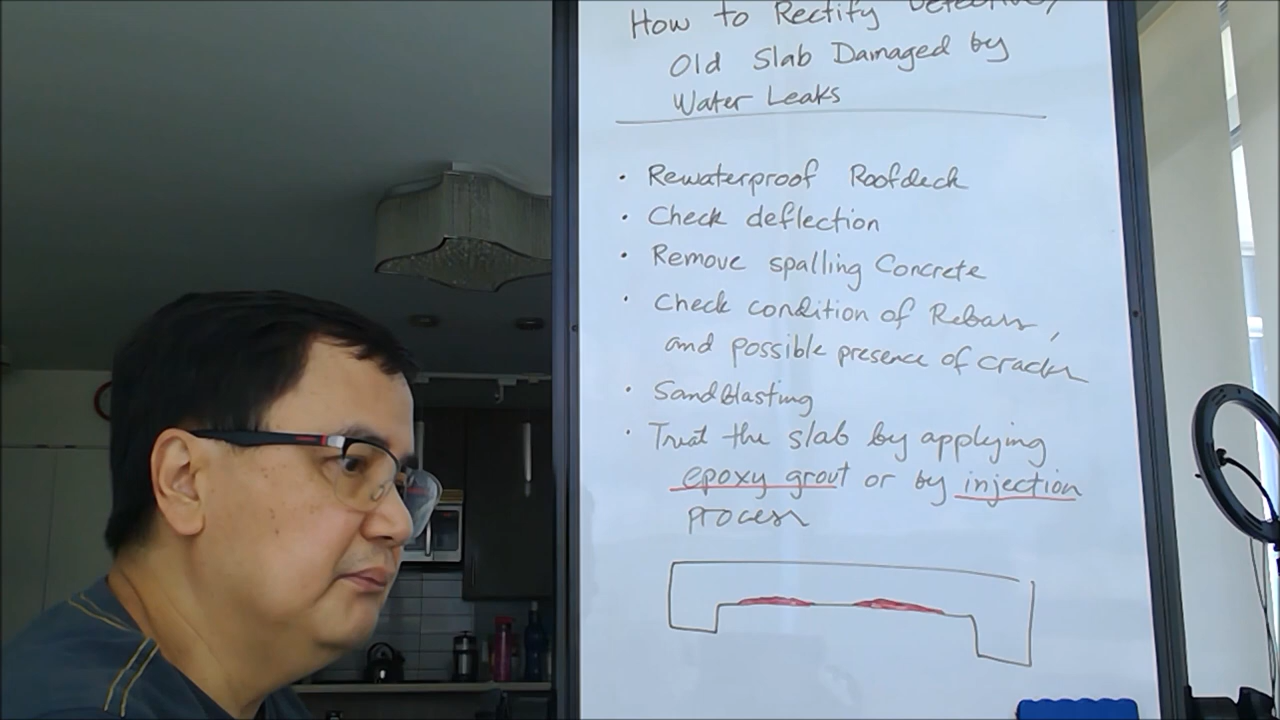 How to Rectify Defective/
Old Slab Damaged by
Water Leaks
• Rewaterproof Roofdeck
• Check deflection
• Remove spalling Concrete
• Check condition of Rebars,
and possible presence of cracks
• Sandblasting
• Treat the slab by applying
epoxy grout or by injection
process